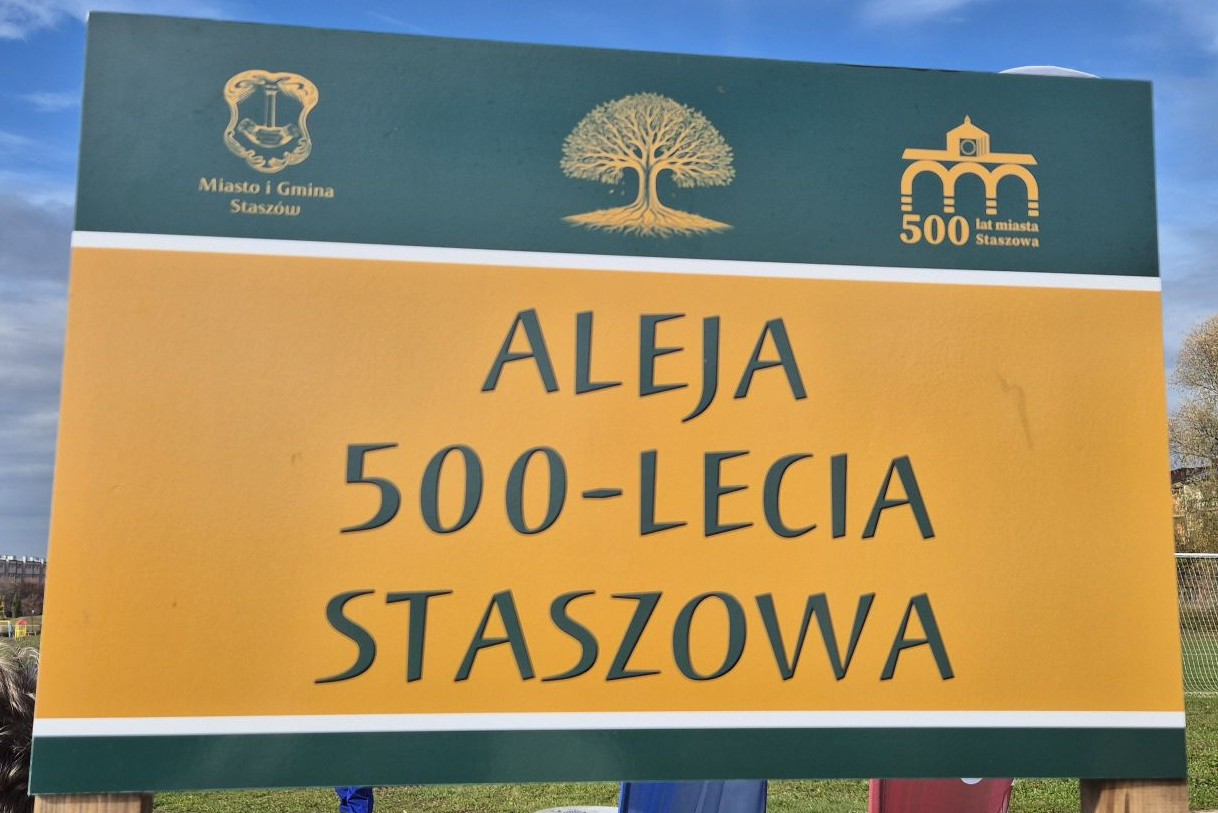 Miasto i Gmina
Staszów
500 lat miasta
Staszowa
ALEJA
500-LECIA
STASZOWA